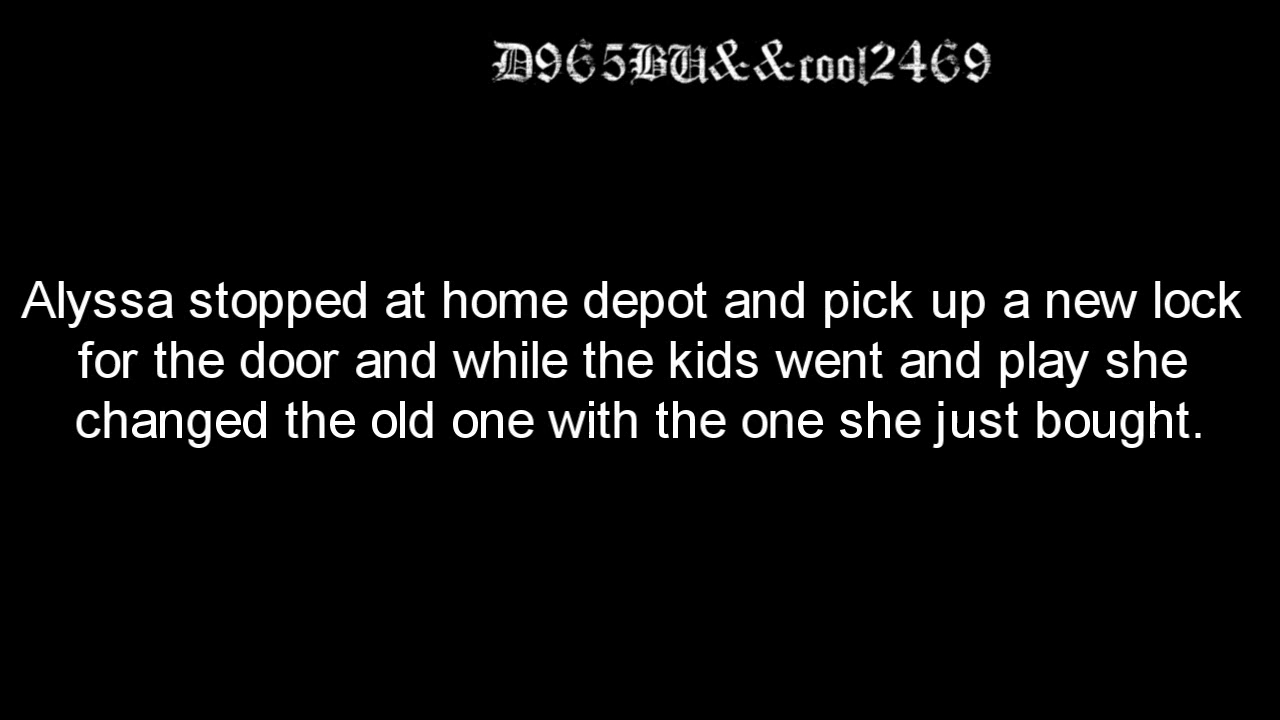 D965BU&&cool2469
Alyssa stopped at home depot and pick up a new lock
for the door and while the kids went and play she
changed the old one with the one she just bought.